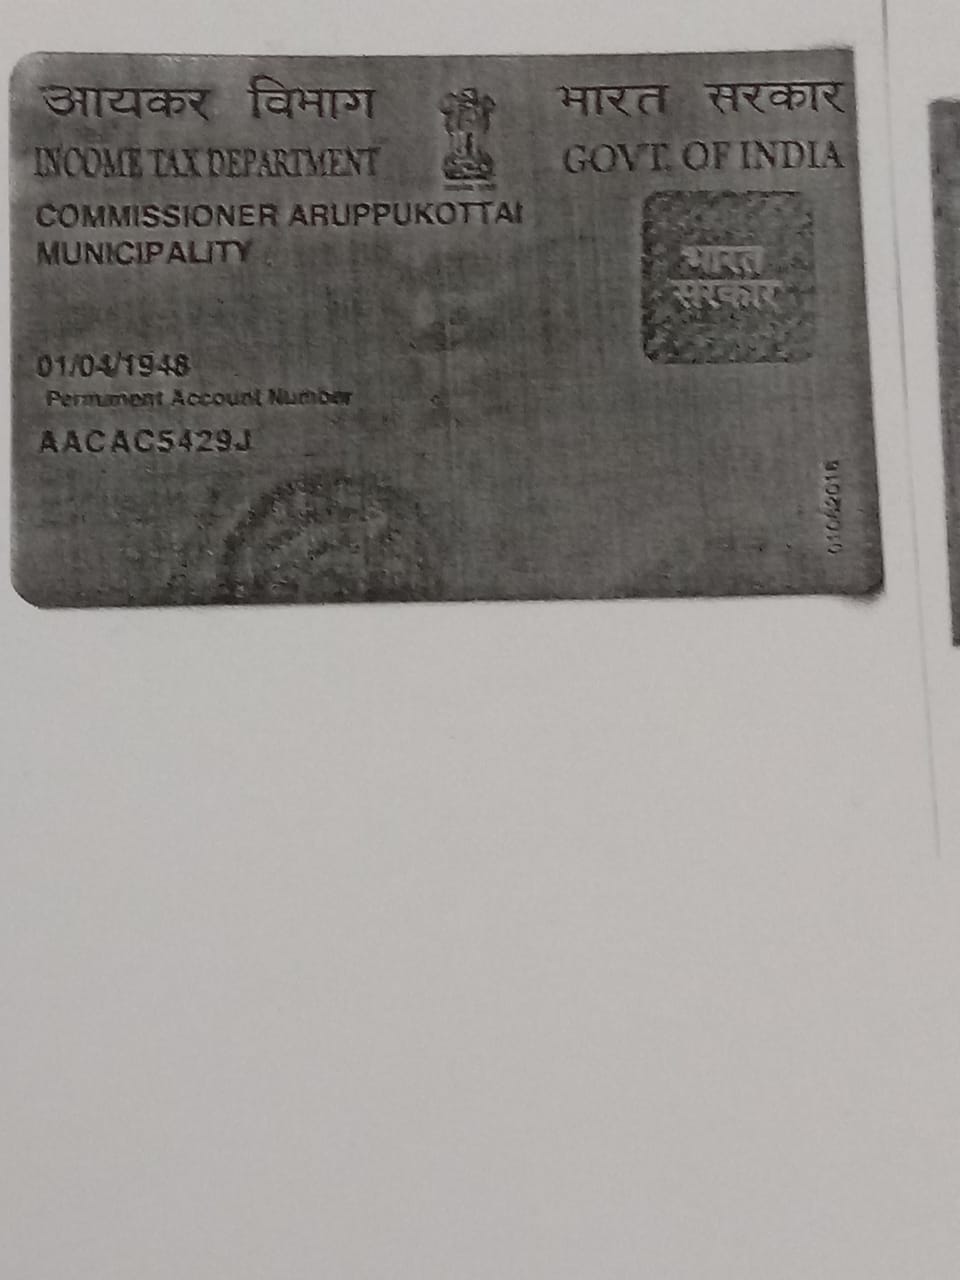 आयकर विभाग
भारत सरकार
INCOME TAX DEPARTMENT
GOVT. OF INDIA
COMMISSIONER ARUPPUKOTTAI
MUNICIPALITY
भारत
सरकार
01/04/1948
Permanent Account Number
AACAC5429J